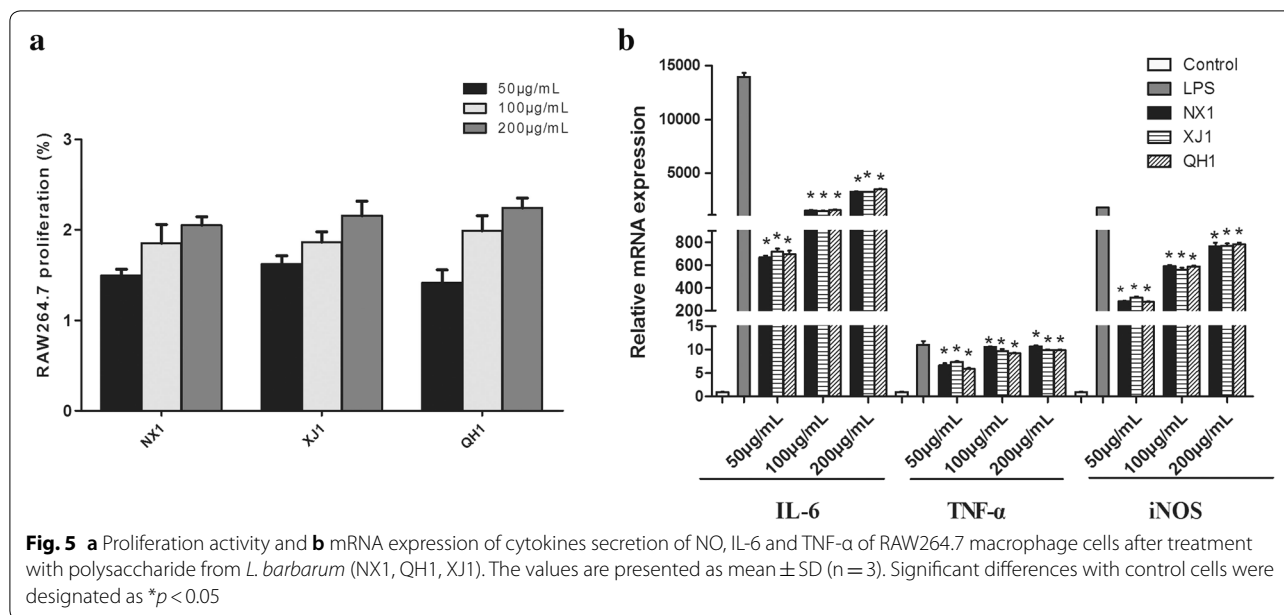 a
50µg/mL
100µg/mL
200µg/mL
RAW264.7 proliferation (%)
3
2
1
0
NX1
XJ1
QH1
b
Control
LPS
NX1
XJ1
QH1
Relative mRNA expression
15000
10000
5000
800
600
400
200
15
10
5
0
* * *
* * *
* * *
* * *
* * *
* * *
* * *
* * *
* * *
50µg/mL
100µg/mL
200µg/mL
50µg/mL
100µg/mL
200µg/mL
50µg/mL
100µg/mL
200µg/mL
IL-6
TNF-α
iNOS
Fig. 5 a Proliferation activity and b mRNA expression of cytokines secretion of NO, IL-6 and TNF-α of RAW264.7 macrophage cells after treatment
with polysaccharide from L. barbarum (NX1, QH1, XJ1). The values are presented as mean ± SD (n = 3). Significant differences with control cells were
designated as *p < 0.05